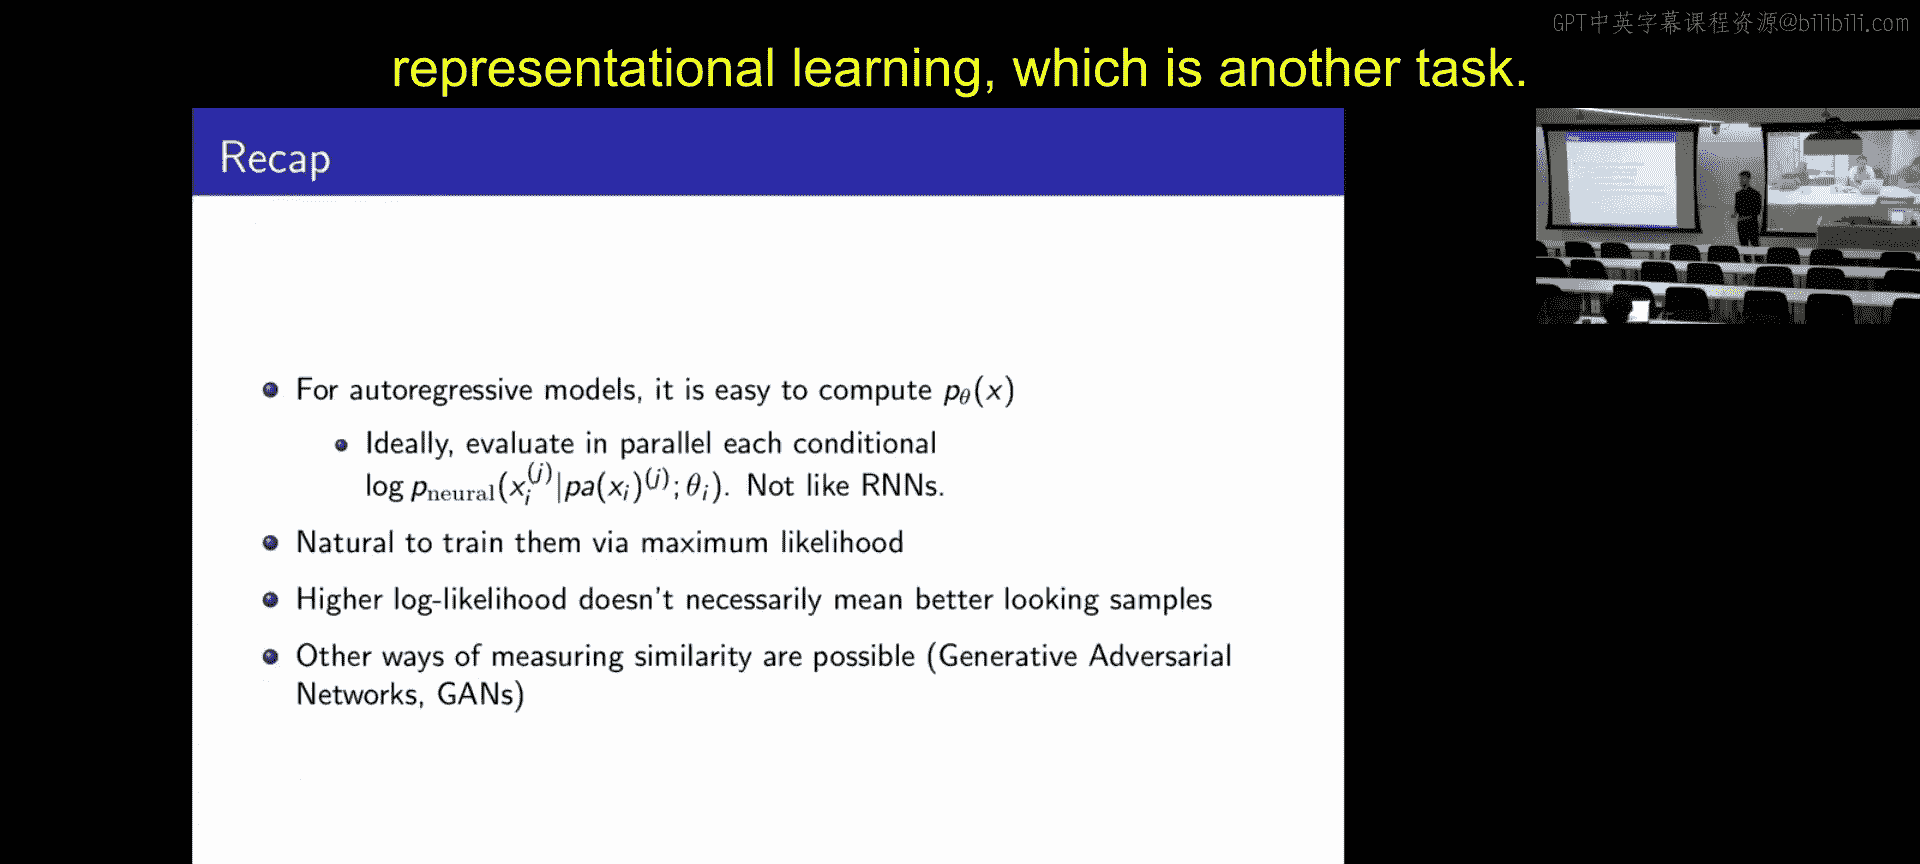 GPT中英字幕课程资源@bilibili.com
representational learning, which is another task.
Recap
For autoregressive models, it is easy to compute pθ(x)
Ideally, evaluate in parallel each conditional
log pneural(xi(j)|pa(xi)(j); θi). Not like RNNs.
Natural to train them via maximum likelihood
Higher log-likelihood doesn't necessarily mean better looking samples
Other ways of measuring similarity are possible (Generative Adversarial
Networks, GANs)